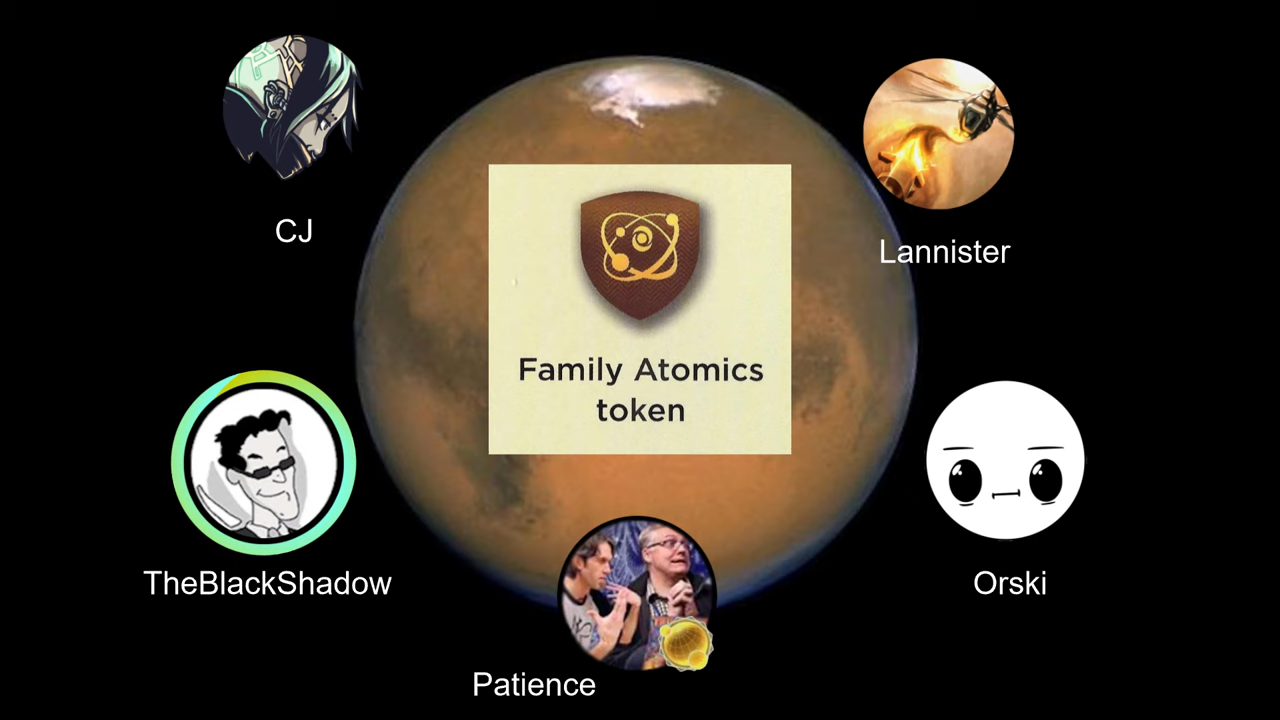 CJ
Lannister
Family Atomics
token
TheBlackShadow
Orski
Patience